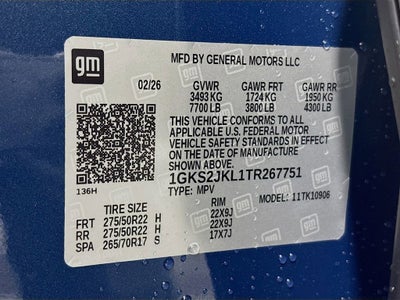 gm
MFD BY GENERAL MOTORS LLC
02/26 GVWR GAWR FRT GAWR RR
3493 KG 1724 KG 1950 KG
7700 LB 3800 LB 4300 LB
THIS VEHICLE CONFORMS TO ALL
APPLICABLE U.S. FEDERAL MOTOR
VEHICLE SAFETY STANDARDS IN EFFECT
ON THE DATE OF MANUFACTURE
SHOWN ABOVE.
1GKS2JKL1TR267751
136H TYPE: MPV MODEL: 11TK10906
TIRE SIZE RIM
FRT 275/50R22 H 22X9J
RR 275/50R22 H 22X9J
SPA 265/70R17 S 17X7J